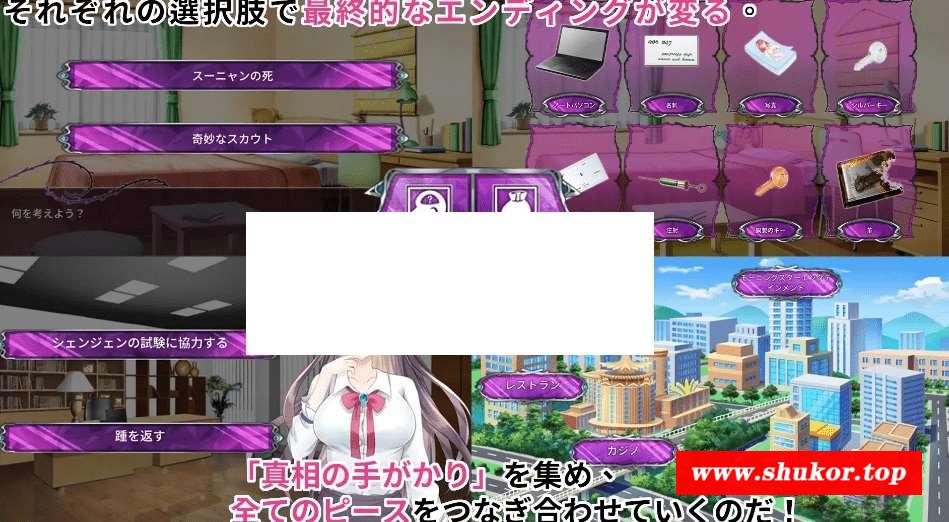 それぞれの選択肢で最終的なエンディングが変る。
スーニャンの死
奇妙なスカウト
何を考えよう？
ノートパソコン
名刺
写真
シルバーキー
注射
銅製のキー
革
シェンジェンの試験に協力する
踵を返す
レストラン
カジノ
「真相の手がかり」を集め、
全てのピースをつなぎ合わせていくのだ！
www.shukor.top